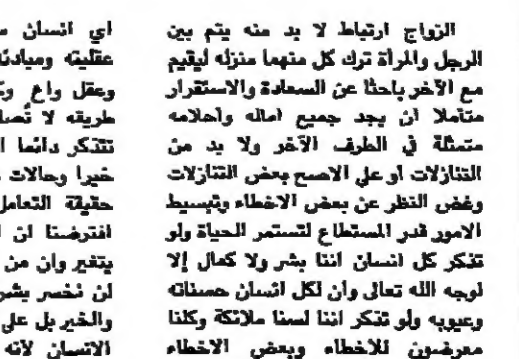 الزواج ارتباط لا بد منه يتم بين
الرجل والمرأة ترك كل منهما منزله ليقيم
مع الآخر باحثا عن السعادة والاستقرار
متأملا ان يجد جميع اماله واحلامه
متمثلة في الطرف الآخر ولا بد من
التنازلات او على الاصح بعض التنازلات
وغض النظر عن بعض الاخطاء وتبسيط
الامور قدر المستطاع لتستمر الحياة ولو
تذكر كل انسان اننا بشر ولا كمال إلا
لوجه الله تعالى وان لكل انسان حسناته
وعيوبه ولو تذكر اننا لسنا ملائكة وكلنا
معرضون للاخطاء وبعض الاخطاء
اي انسان
عقليته ومبادئه
وعقل واع
طريقه لا
تتذكر دائما
خيرا وحالات
حقيقة التعامل
افترضنا ان
يتغير وان من
لن نخسر
والخير بل على
الانسان لأنه